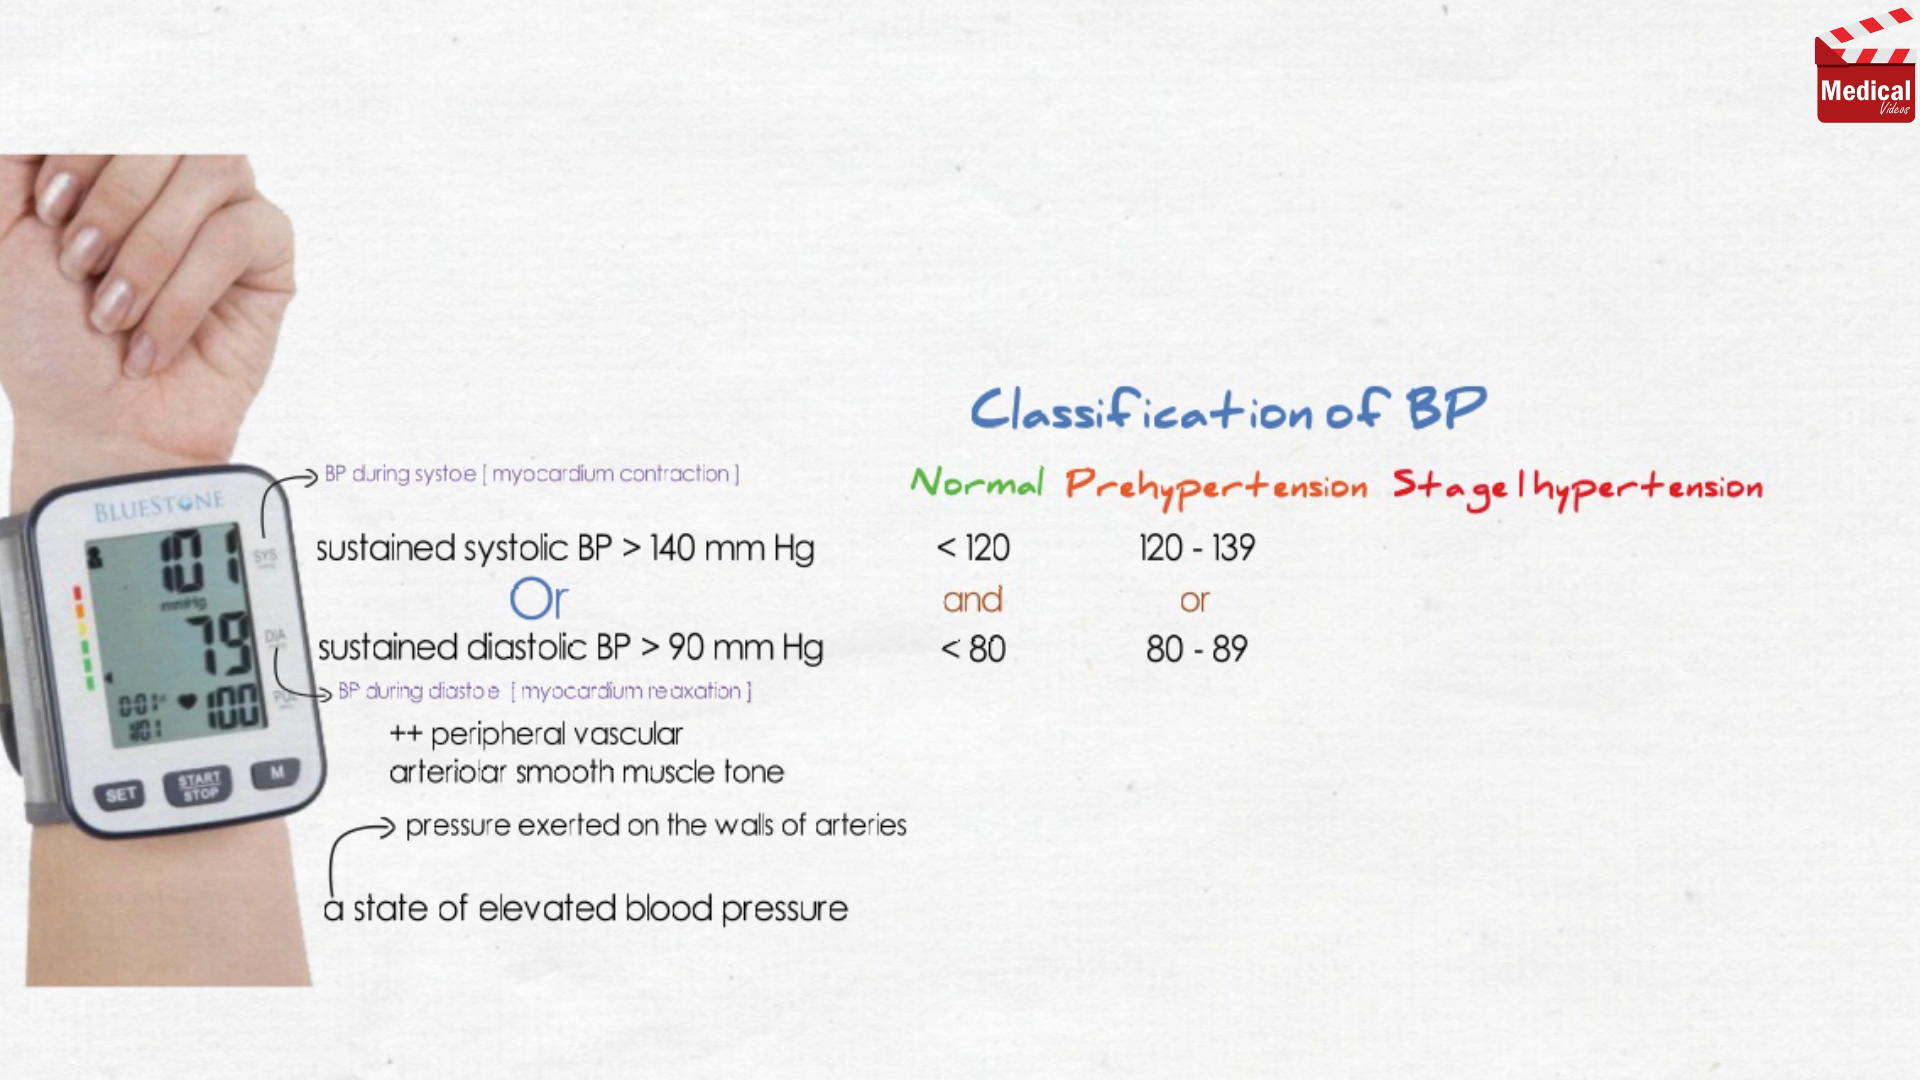 Medical
Videos
BLUESTONE
101
SYS
mmHg
79
DIA
100
SET
START
STOP
M
BP during systoe [ myocardium contraction ]
sustained systolic BP > 140 mm Hg
Or
sustained diastolic BP > 90 mm Hg
BP during diastoe [ myocardium reaxation ]
++ peripheral vascular
arteriolar smooth muscle tone
pressure exerted on the walls of arteries
a state of elevated blood pressure
Classification of BP
Normal Prehypertension Stage I hypertension
< 120 120 - 139
and or
< 80 80 - 89